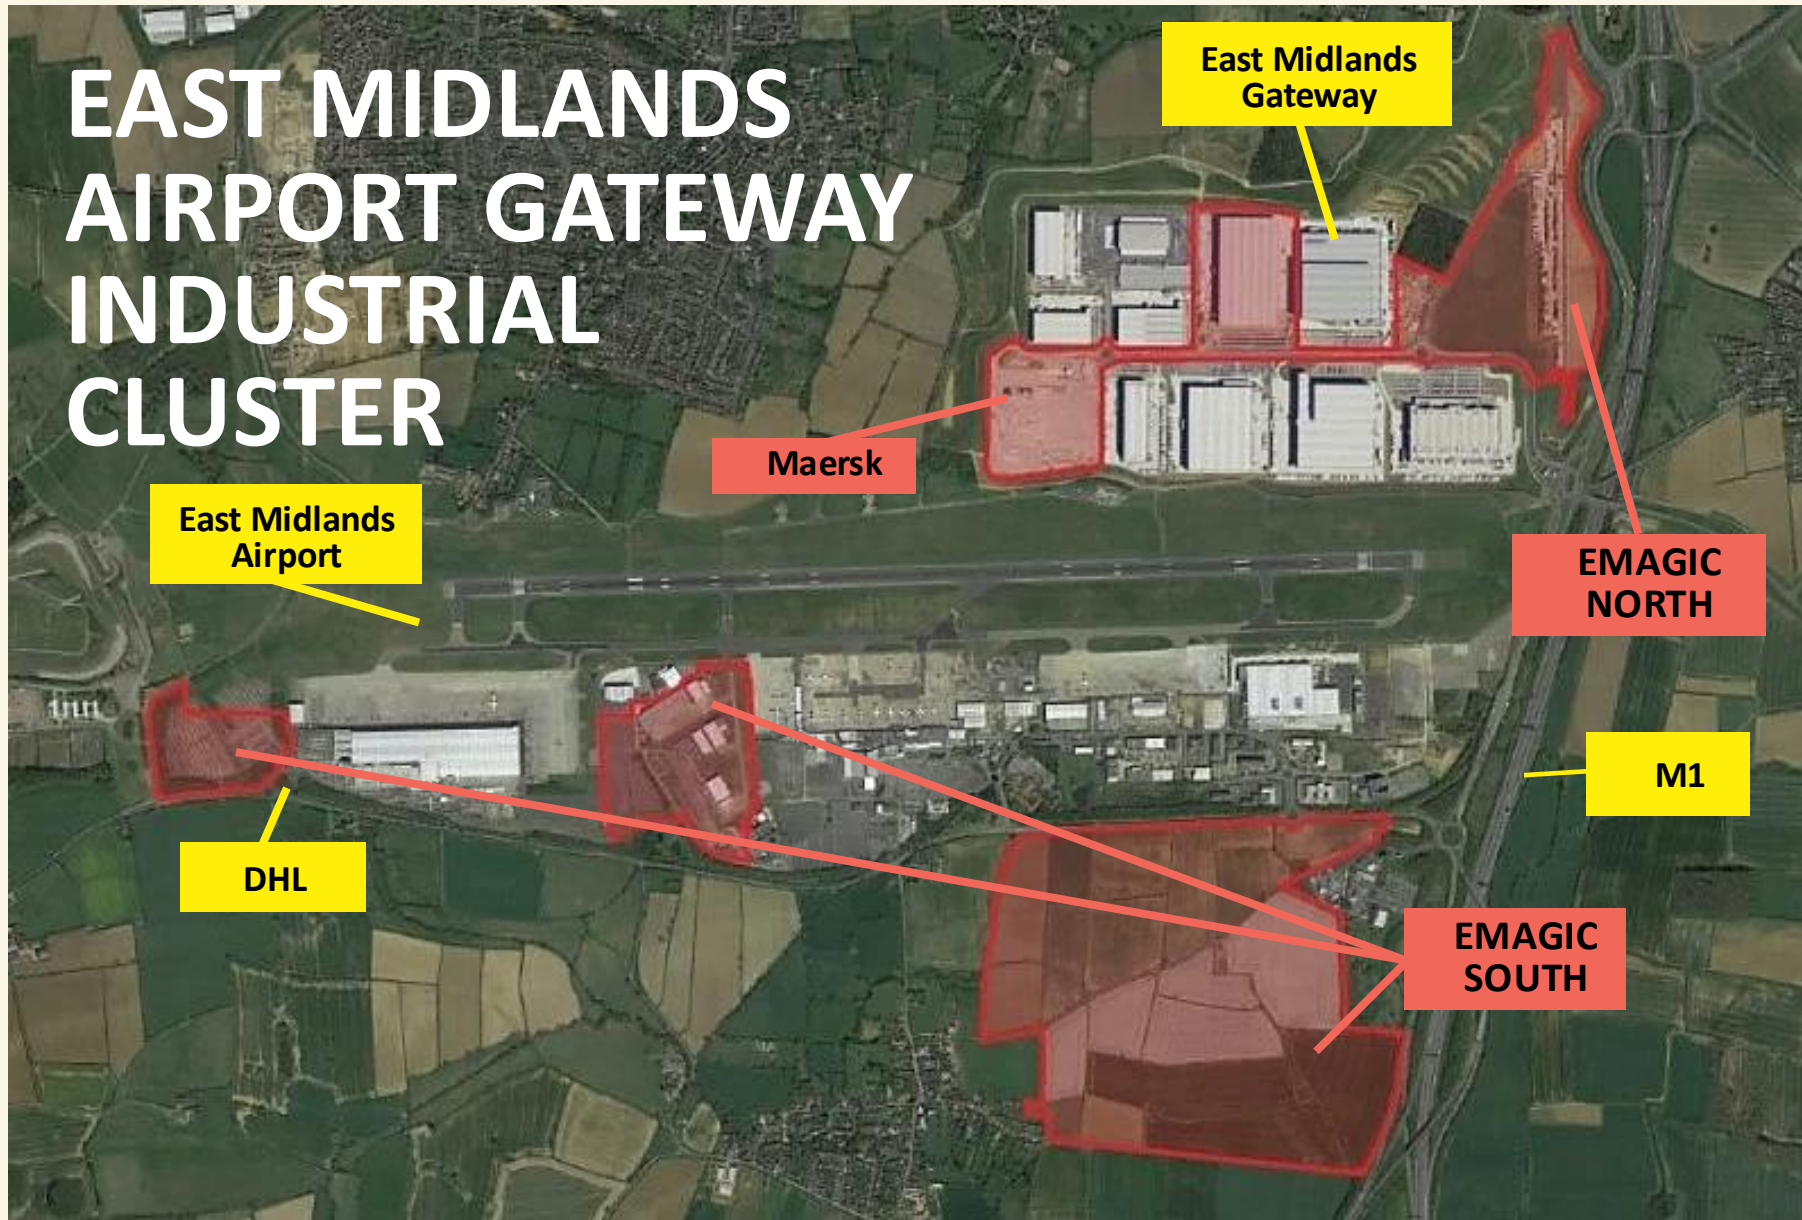 EAST MIDLANDS
AIRPORT GATEWAY
INDUSTRIAL
CLUSTER
East Midlands
Gateway
Maersk
East Midlands
Airport
EMAGIC
NORTH
M1
DHL
EMAGIC
SOUTH